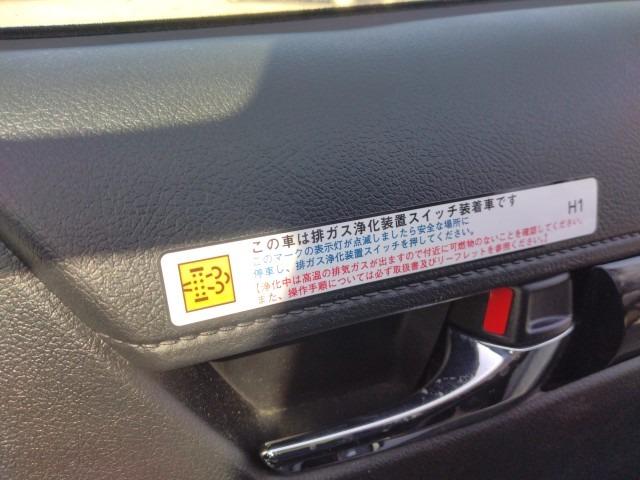 この車は排ガス浄化装置スイッチ装着車です
H1
このマークの表示灯が点滅しましたら安全な場所に
停車し、排ガス浄化装置スイッチを押してください。
【浄化中は高温の排気ガスが出ますので付近に可燃物のないことを確認してください。
また、操作手順については必ず取扱書及びリーフレットを参照ください。】